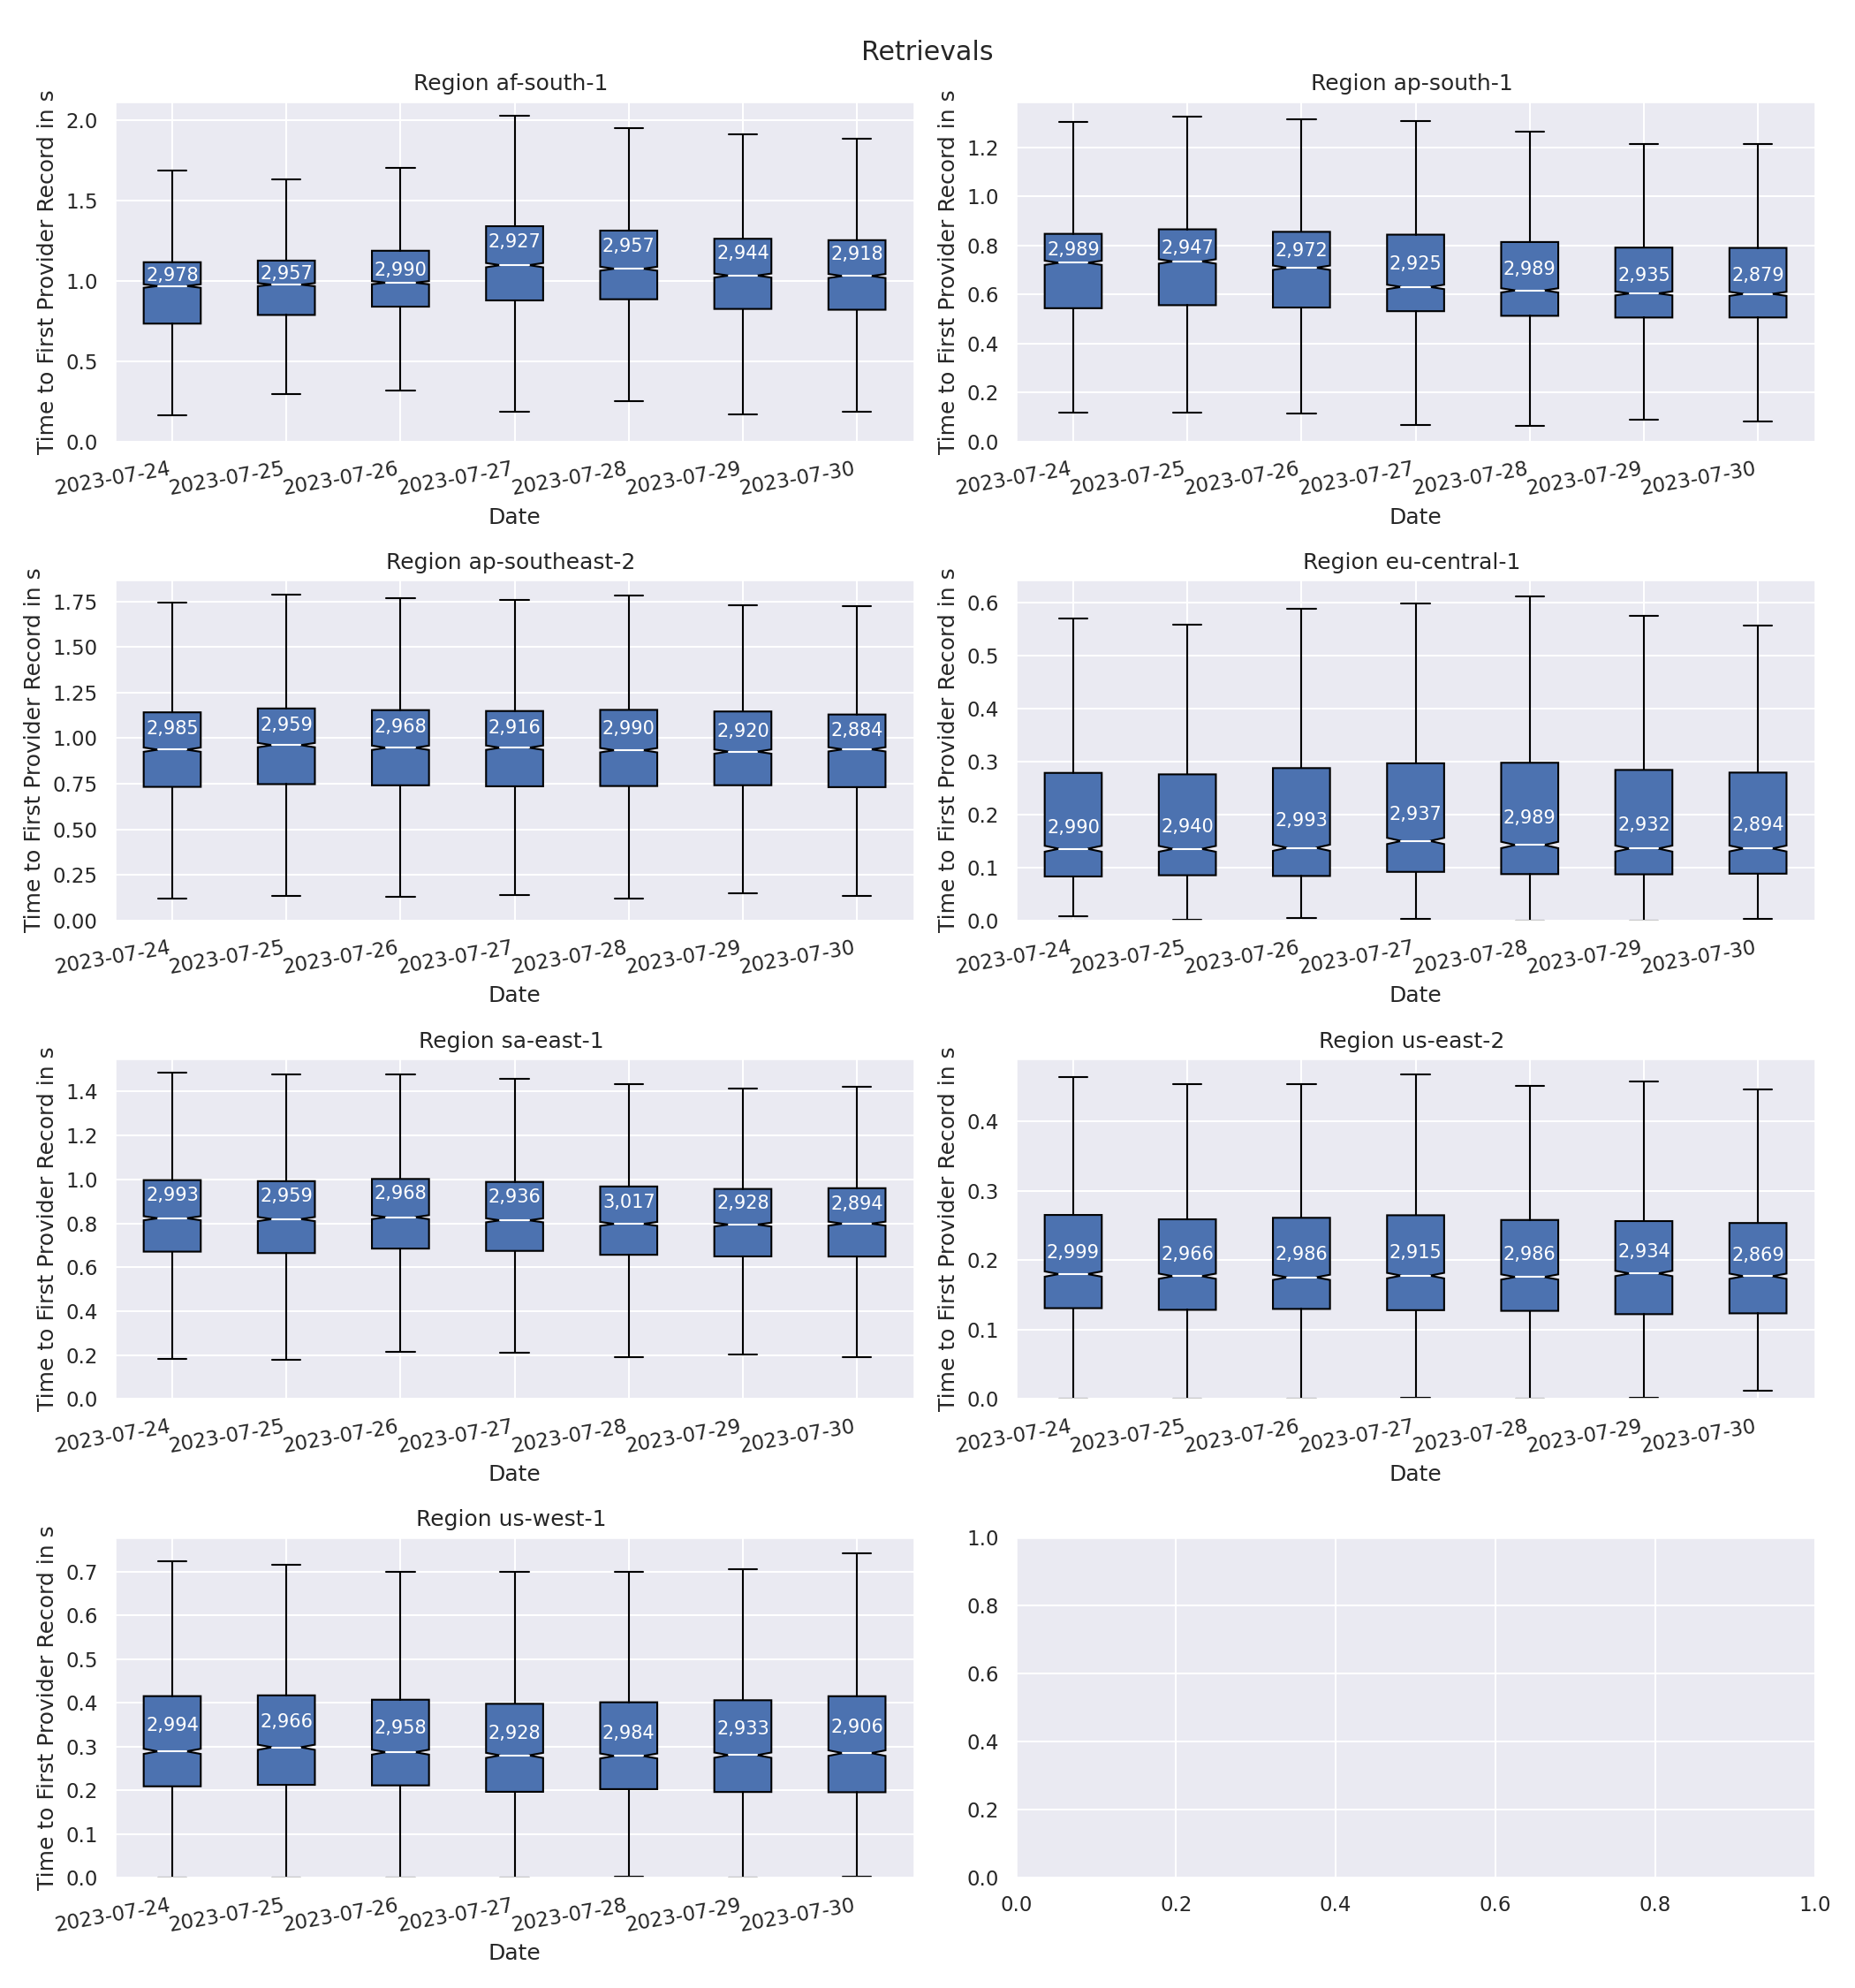 Retrievals
Region af-south-1
Time to First Provider Record in s
2.0
1.5
1.0
0.5
0.0
2,978 2,957 2,990 2,927 2,957 2,944 2,918
2023-07-24 2023-07-25 2023-07-26 2023-07-27 2023-07-28 2023-07-29 2023-07-30
Date
Region ap-south-1
Time to First Provider Record in s
1.2
1.0
0.8
0.6
0.4
0.2
0.0
2,989 2,947 2,972 2,925 2,989 2,935 2,879
2023-07-24 2023-07-25 2023-07-26 2023-07-27 2023-07-28 2023-07-29 2023-07-30
Date
Region ap-southeast-2
Time to First Provider Record in s
1.75
1.50
1.25
1.00
0.75
0.50
0.25
0.00
2,985 2,959 2,968 2,916 2,990 2,920 2,884
2023-07-24 2023-07-25 2023-07-26 2023-07-27 2023-07-28 2023-07-29 2023-07-30
Date
Region eu-central-1
Time to First Provider Record in s
0.6
0.5
0.4
0.3
0.2
0.1
0.0
2,990 2,940 2,993 2,937 2,989 2,932 2,894
2023-07-24 2023-07-25 2023-07-26 2023-07-27 2023-07-28 2023-07-29 2023-07-30
Date
Region sa-east-1
Time to First Provider Record in s
1.4
1.2
1.0
0.8
0.6
0.4
0.2
0.0
2,993 2,959 2,968 2,936 3,017 2,928 2,894
2023-07-24 2023-07-25 2023-07-26 2023-07-27 2023-07-28 2023-07-29 2023-07-30
Date
Region us-east-2
Time to First Provider Record in s
0.4
0.3
0.2
0.1
0.0
2,999 2,966 2,986 2,915 2,986 2,934 2,869
2023-07-24 2023-07-25 2023-07-26 2023-07-27 2023-07-28 2023-07-29 2023-07-30
Date
Region us-west-1
Time to First Provider Record in s
0.7
0.6
0.5
0.4
0.3
0.2
0.1
0.0
2,994 2,966 2,958 2,928 2,984 2,933 2,906
2023-07-24 2023-07-25 2023-07-26 2023-07-27 2023-07-28 2023-07-29 2023-07-30
Date
1.0
0.8
0.6
0.4
0.2
0.0
0.0 0.2 0.4 0.6 0.8 1.0